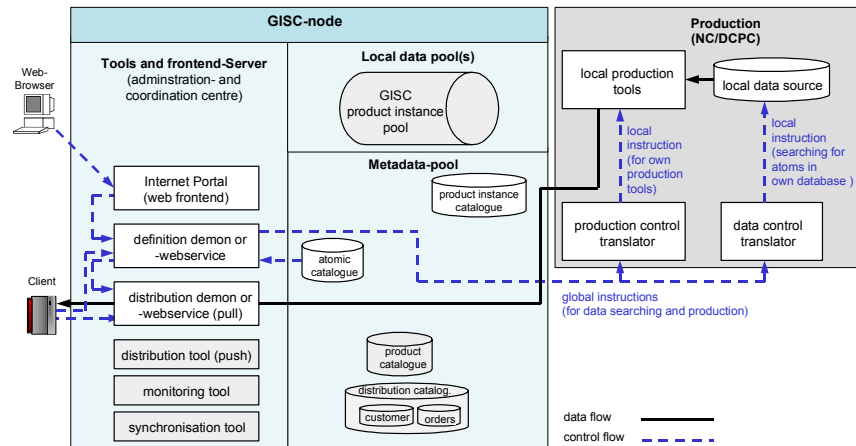 GISC-node
Production
(NC/DCPC)
Tools and frontend-Server
(adminstration- and
coordination centre)
Local data pool(s)
GISC
product instance
pool
Web-
Browser
local production
tools
local data source
local
instruction
(for own
production
tools)
local
instruction
(searching for
atoms in
own database )
Metadata-pool
Internet Portal
(web frontend)
product instance
catalogue
definition demon or
-webservice
atomic
catalogue
production control
translator
data control
translator
Client
distribution demon or
-webservice (pull)
global instructions
(for data searching and production)
distribution tool (push)
product
catalogue
monitoring tool
distribution catalog.
customer
orders
synchronisation tool
data flow
control flow